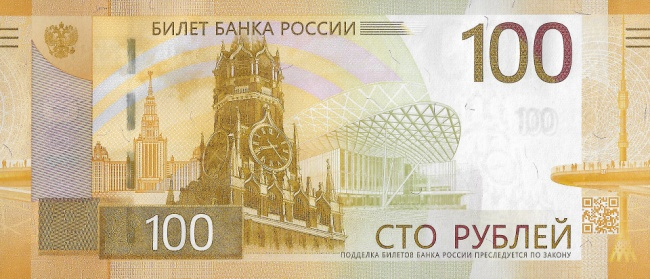 БИЛЕТ БАНКА РОССИИ
100
100
100
СТО РУБЛЕЙ
ПОДДЕЛКА БИЛЕТОВ БАНКА РОССИИ ПРЕСЛЕДУЕТСЯ ПО ЗАКОНУ